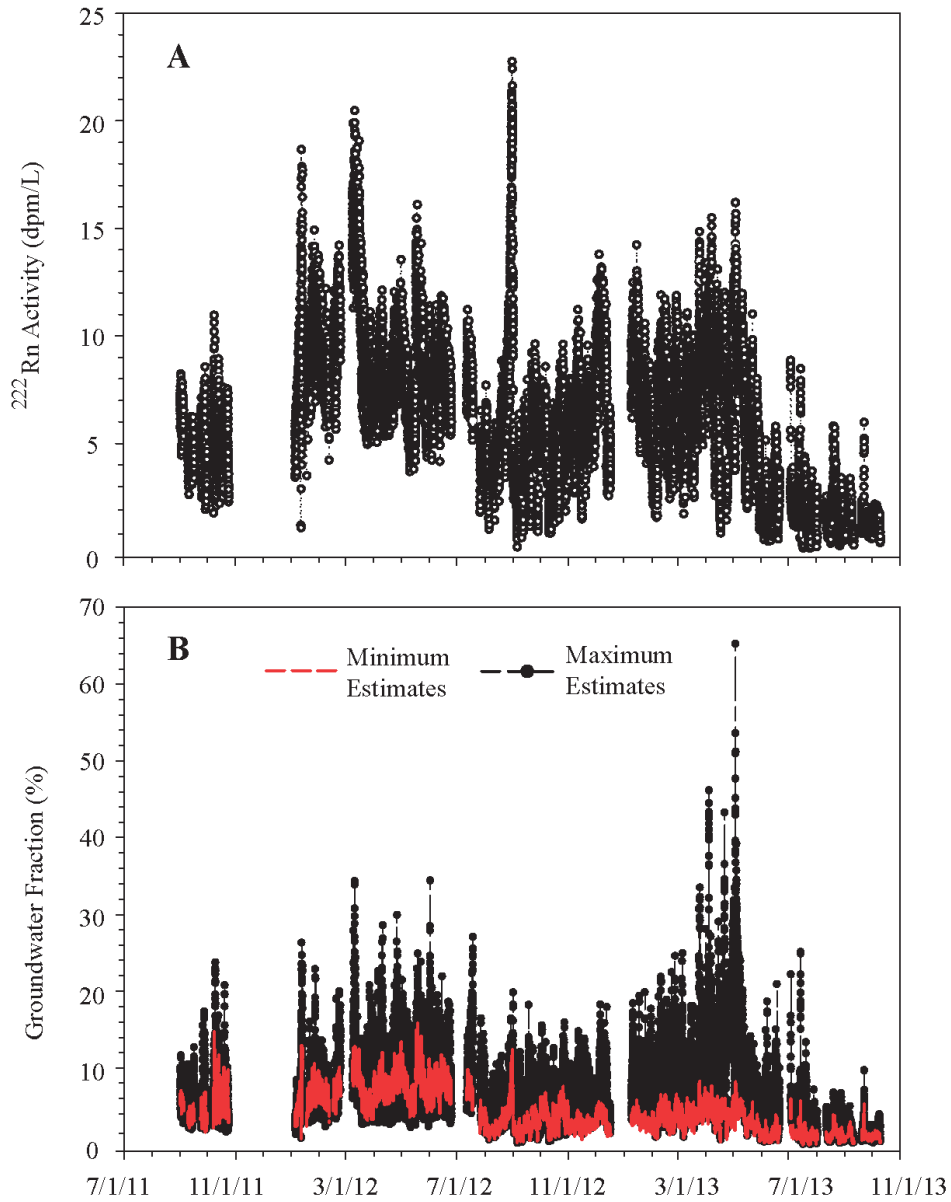 25
A
20
15
10
5
0
²²²Rn Activity (dpm/L)
70
B
Minimum Estimates
Maximum Estimates
60
50
40
30
20
10
0
Groundwater Fraction (%)
7/1/11 11/1/11 3/1/12 7/1/12 11/1/12 3/1/13 7/1/13 11/1/13